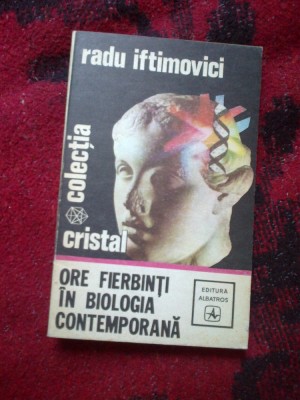 radu iftimovici
colecția
cristal
ORE FIERBINȚI
ÎN BIOLOGIA
CONTEMPORANĂ
EDITURA
ALBATROS